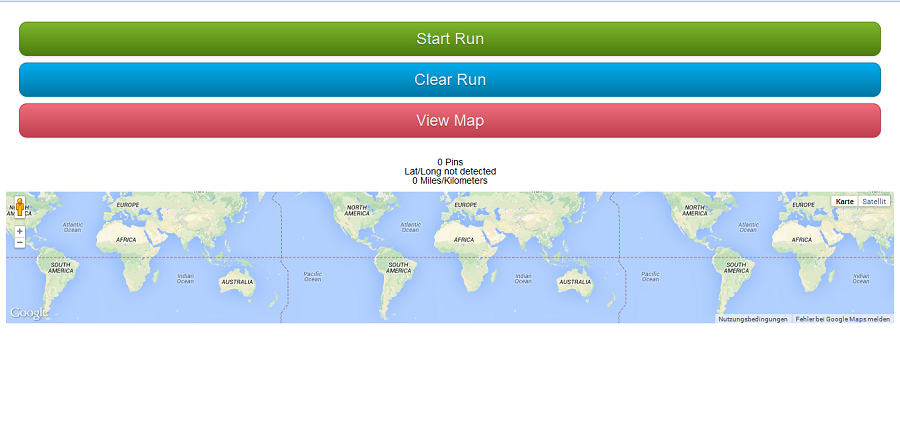 Start Run
Clear Run
View Map
0 Pins
Lat/Long not detected
0 Miles/Kilometers
Karte Satellit
EUROPE
NORTH
AMERICA
EUROPE
NORTH
AMERICA
EUROPE
Atlantic
Ocean
AFRICA
Atlantic
Ocean
AFRICA
Atlantic
Ocean
AFRICA
SOUTH
AMERICA
Indian
Ocean
AUSTRALIA
Pacific
Ocean
SOUTH
AMERICA
Indian
Ocean
AUSTRALIA
Pacific
Ocean
SOUTH
AMERICA
Indian
Ocean
Google
Nutzungsbedingungen Fehler bei Google Maps melden